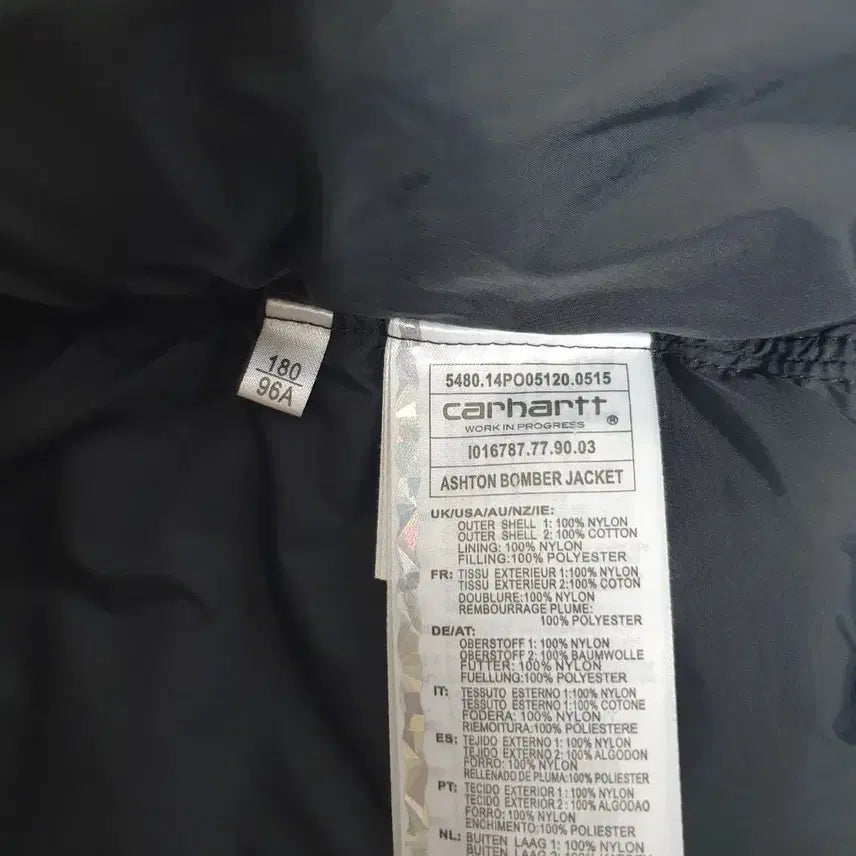 180
96A
5480.14PO05120.0515
carhartt
WORK IN PROGRESS ®
I016787.77.90.03
ASHTON BOMBER JACKET
UK/USA/AU/NZ/IE:
OUTER SHELL 1: 100% NYLON
OUTER SHELL 2: 100% COTTON
LINING: 100% NYLON
FILLING:100% POLYESTER
FR: TISSU EXTERIEUR 1:100% NYLON
TISSU EXTERIEUR 2:100% COTON
DOUBLURE:100% NYLON
REMBOURRAGE PLUME:
100% POLYESTER
DE/AT:
OBERSTOFF 1: 100% NYLON
OBERSTOFF 2: 100% BAUMWOLLE
FUTTER: 100% NYLON
FUELLUNG:100% POLYESTER
IT: TESSUTO ESTERNO 1:100% NYLON
TESSUTO ESTERNO 2:100% COTONE
FODERA: 100% NYLON
RIEMOITURA:100% POLIESTERE
ES: TEJIDO EXTERNO 1:100% NYLON
TEJIDO EXTERNO 2:100% ALGODON
FORRO: 100% NYLON
RELLENADO DE PLUMA:100% POLIESTER
PT: TECIDO EXTERIOR 1: 100% NYLON
TECIDO EXTERIOR 2: 100% ALGODAO
FORRO: 100% NYLON
ENCHIMENTO:100% POLIESTER
NL: BUITEN LAAG 1: 100% NYLON
BUITEN LAAG 2: 100%